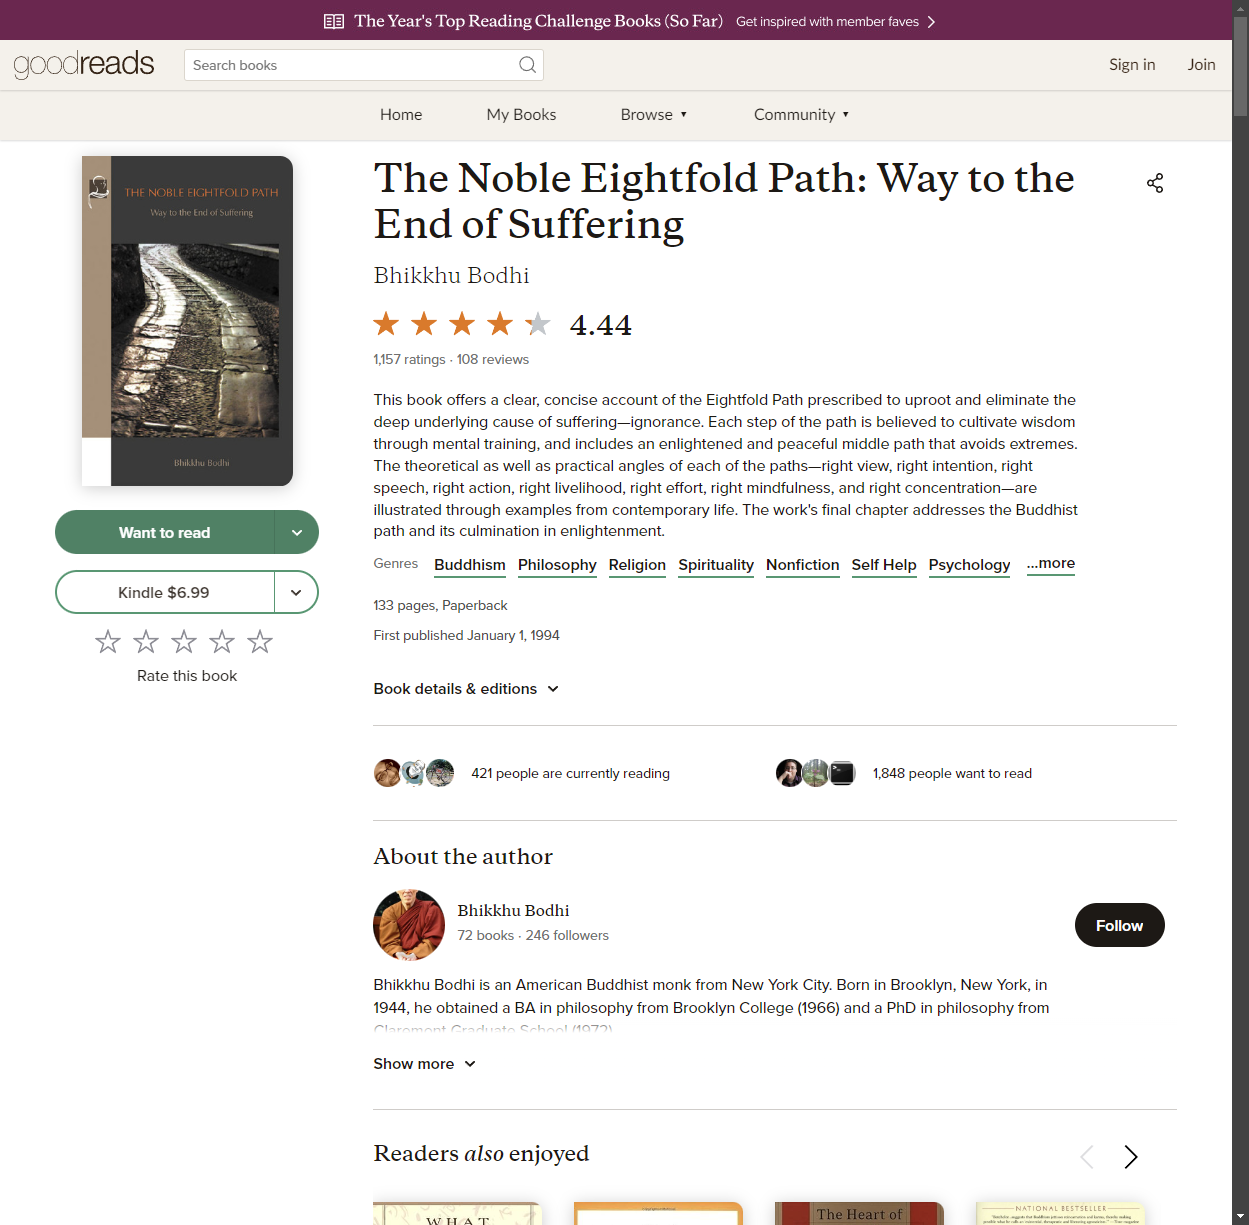 The Year's Top Reading Challenge Books (So Far) Get inspired with member faves
goodreads
Search books
Sign in
Join
Home
My Books
Browse ▼
Community ▼
THE NOBLE EIGHTFOLD PATH
Way to the End of Suffering
Bhikkhu Bodhi
Want to read
Kindle $6.99
Rate this book
The Noble Eightfold Path: Way to the
End of Suffering
Bhikkhu Bodhi
4.44
1,157 ratings · 108 reviews
This book offers a clear, concise account of the Eightfold Path prescribed to uproot and eliminate the
deep underlying cause of suffering—ignorance. Each step of the path is believed to cultivate wisdom
through mental training, and includes an enlightened and peaceful middle path that avoids extremes.
The theoretical as well as practical angles of each of the paths—right view, right intention, right
speech, right action, right livelihood, right effort, right mindfulness, and right concentration—are
illustrated through examples from contemporary life. The work's final chapter addresses the Buddhist
path and its culmination in enlightenment.
Genres Buddhism Philosophy Religion Spirituality Nonfiction Self Help Psychology ...more
133 pages, Paperback
First published January 1, 1994
Book details & editions
421 people are currently reading
1,848 people want to read
About the author
Bhikkhu Bodhi
72 books · 246 followers
Follow
Bhikkhu Bodhi is an American Buddhist monk from New York City. Born in Brooklyn, New York, in
1944, he obtained a BA in philosophy from Brooklyn College (1966) and a PhD in philosophy from
Claremont Graduate School (1972).
Show more
Readers also enjoyed
WHAT
The Heart of
NATIONAL BESTSELLER